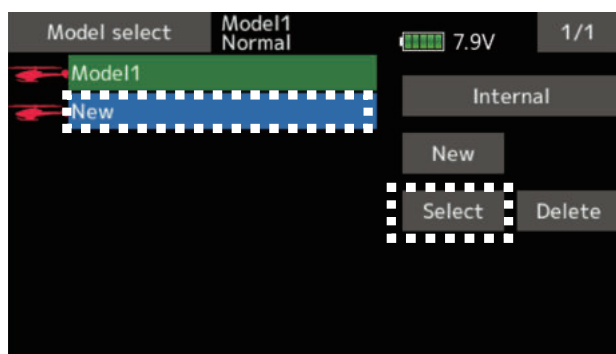 Model select
Model1
Normal
7.9V
1/1
Model1
New
Internal
New
Select
Delete